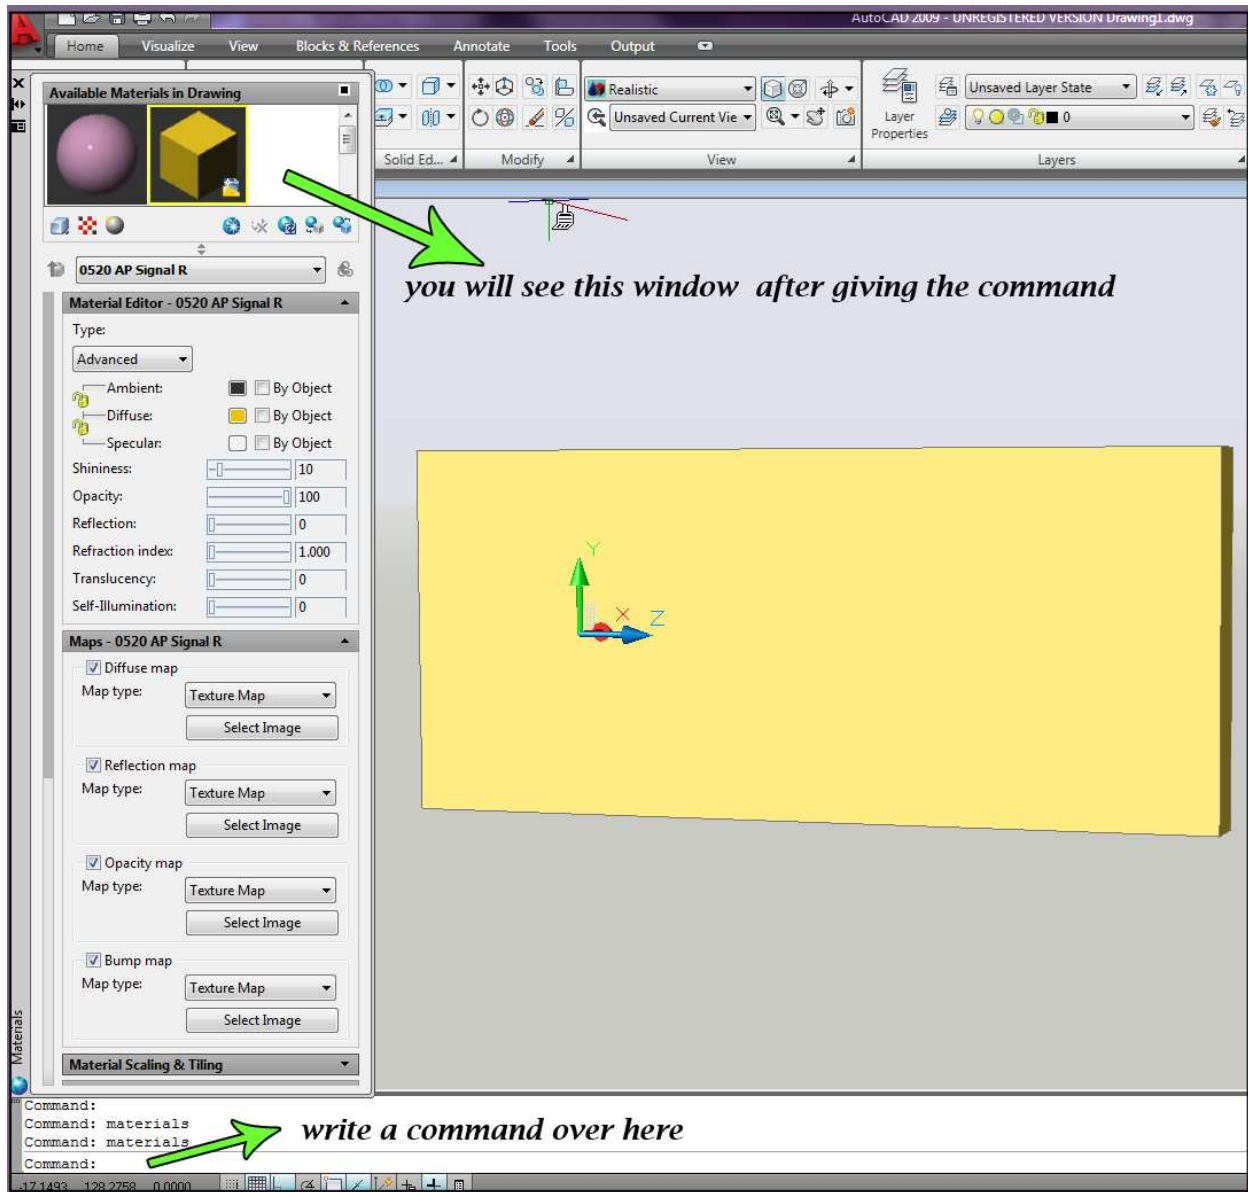 AutoCAD 2009 - UNREGISTERED VERSION Drawing1.dwg
Home Visualize View Blocks & References Annotate Tools Output
Available Materials in Drawing
Realistic
Unsaved Current Vie
Unsaved Layer State
Layer
Properties
0
Solid Ed... Modify View Layers
0520 AP Signal R
you will see this window after giving the command
Material Editor - 0520 AP Signal R
Type:
Advanced
Ambient: By Object
Diffuse: By Object
Specular: By Object
Shininess: 10
Opacity: 100
Reflection: 0
Refraction index: 1.000
Translucency: 0
Self-Illumination: 0
Y
X Z
Maps - 0520 AP Signal R
Diffuse map
Map type: Texture Map
Select Image
Reflection map
Map type: Texture Map
Select Image
Opacity map
Map type: Texture Map
Select Image
Bump map
Map type: Texture Map
Select Image
Materials
Material Scaling & Tiling
Command:
Command: materials
Command: materials
write a command over here
Command:
-17.1493, 128.2758, 0.0000